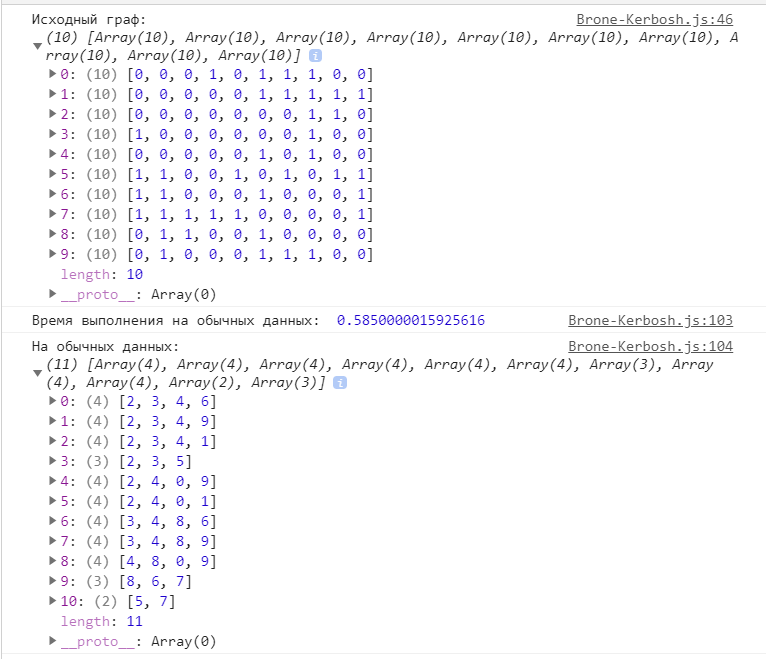 Исходный граф: Brone-Kerbosh.js:46
(10) [Array(10), Array(10), Array(10), Array(10), Array(10), Array(10), Array(10), A
rray(10), Array(10), Array(10)] i
0: (10) [0, 0, 0, 1, 0, 1, 1, 1, 0, 0]
1: (10) [0, 0, 0, 0, 0, 1, 1, 1, 1, 1]
2: (10) [0, 0, 0, 0, 0, 0, 0, 1, 1, 0]
3: (10) [1, 0, 0, 0, 0, 0, 0, 1, 0, 0]
4: (10) [0, 0, 0, 0, 0, 1, 0, 1, 0, 0]
5: (10) [1, 1, 0, 0, 1, 0, 1, 0, 1, 1]
6: (10) [1, 1, 0, 0, 0, 1, 0, 0, 0, 1]
7: (10) [1, 1, 1, 1, 1, 0, 0, 0, 0, 1]
8: (10) [0, 1, 1, 0, 0, 1, 0, 0, 0, 0]
9: (10) [0, 1, 0, 0, 0, 1, 1, 1, 0, 0]
length: 10
__proto__: Array(0)
Время выполнения на обычных данных: 0.5850000015925616 Brone-Kerbosh.js:103
На обычных данных: Brone-Kerbosh.js:104
(11) [Array(4), Array(4), Array(4), Array(4), Array(4), Array(4), Array(3), Array
(4), Array(4), Array(2), Array(3)] i
0: (4) [2, 3, 4, 6]
1: (4) [2, 3, 4, 9]
2: (4) [2, 3, 4, 1]
3: (3) [2, 3, 5]
4: (4) [2, 4, 0, 9]
5: (4) [2, 4, 0, 1]
6: (4) [3, 4, 8, 6]
7: (4) [3, 4, 8, 9]
8: (4) [4, 8, 0, 9]
9: (3) [8, 6, 7]
10: (2) [5, 7]
length: 11
__proto__: Array(0)